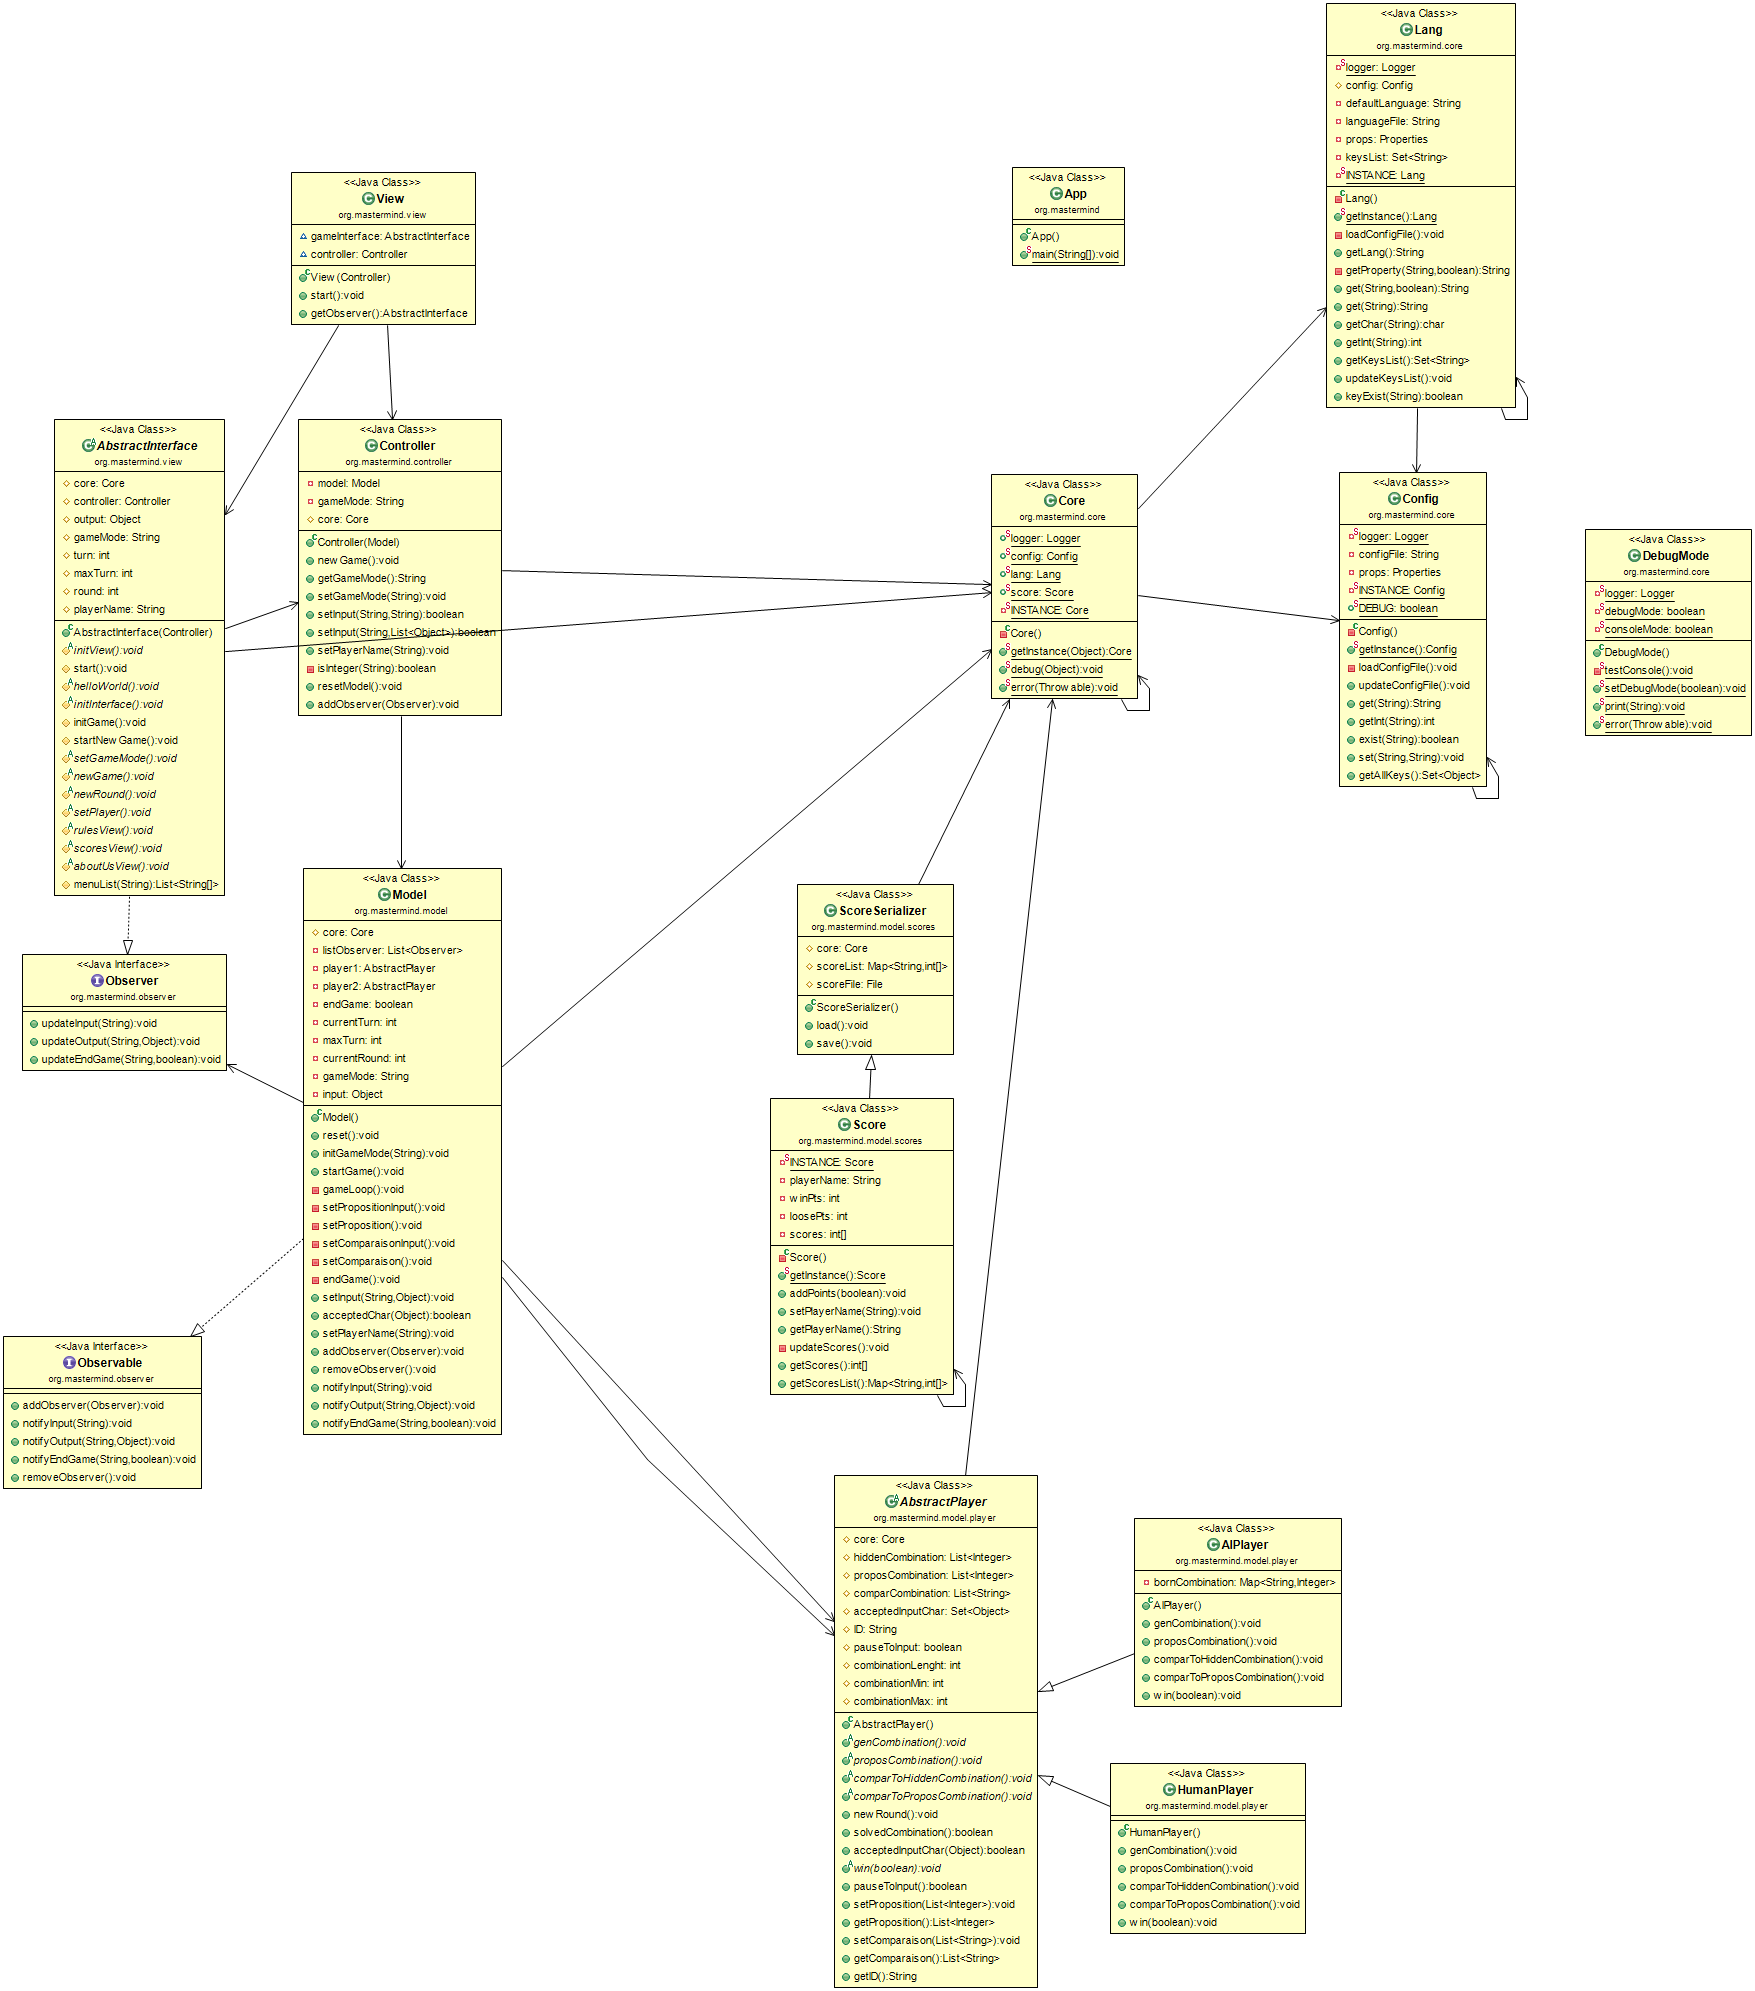 <<Java Class>>
Lang
org.mastermind.core
logger: Logger
config: Config
defaultLanguage: String
languageFile: String
props: Properties
keysList: Set<String>
INSTANCE: Lang
Lang()
getInstance():Lang
loadConfigFile():void
getLang():String
getProperty(String,boolean):String
get(String,boolean):String
get(String):String
getChar(String):char
getInt(String):int
getKeysList():Set<String>
updateKeysList():void
keyExist(String):boolean
<<Java Class>>
View
org.mastermind.view
gameInterface: AbstractInterface
controller: Controller
View(Controller)
start():void
getObserver():AbstractInterface
<<Java Class>>
App
org.mastermind
App()
main(String[]):void
<<Java Class>>
AbstractInterface
org.mastermind.view
core: Core
controller: Controller
output: Object
gameMode: String
turn: int
maxTurn: int
round: int
playerName: String
AbstractInterface(Controller)
initView():void
start():void
helloWorld():void
initInterface():void
initGame():void
startNewGame():void
setGameMode():void
newGame():void
newRound():void
setPlayer():void
rulesView():void
scoresView():void
aboutUsView():void
menuList(String):List<String[]>
<<Java Class>>
Controller
org.mastermind.controller
model: Model
gameMode: String
core: Core
Controller(Model)
newGame():void
getGameMode():String
setGameMode(String):void
setInput(String,String):boolean
setInput(String,List<Object>):boolean
setPlayerName(String):void
isInteger(String):boolean
resetModel():void
addObserver(Observer):void
<<Java Class>>
Core
org.mastermind.core
logger: Logger
config: Config
lang: Lang
score: Score
INSTANCE: Core
Core()
getInstance(Object):Core
debug(Object):void
error(Throwable):void
<<Java Class>>
Config
org.mastermind.core
logger: Logger
configFile: String
props: Properties
INSTANCE: Config
DEBUG: boolean
Config()
getInstance():Config
loadConfigFile():void
updateConfigFile():void
get(String):String
getInt(String):int
exist(String):boolean
set(String,String):void
getAllKeys():Set<Object>
<<Java Class>>
DebugMode
org.mastermind.core
logger: Logger
debugMode: boolean
consoleMode: boolean
DebugMode()
testConsole():void
setDebugMode(boolean):void
print(String):void
error(Throwable):void
<<Java Class>>
Model
org.mastermind.model
core: Core
listObserver: List<Observer>
player1: AbstractPlayer
player2: AbstractPlayer
endGame: boolean
currentTurn: int
maxTurn: int
currentRound: int
gameMode: String
input: Object
Model()
reset():void
initGameMode(String):void
startGame():void
gameLoop():void
setPropositionInput():void
setProposition():void
setComparaisonInput():void
setComparaison():void
endGame():void
setInput(String,Object):void
acceptedChar(Object):boolean
setPlayerName(String):void
addObserver(Observer):void
removeObserver():void
notifyInput(String):void
notifyOutput(String,Object):void
notifyEndGame(String,boolean):void
<<Java Interface>>
Observer
org.mastermind.observer
updateInput(String):void
updateOutput(String,Object):void
updateEndGame(String,boolean):void
<<Java Interface>>
Observable
org.mastermind.observer
addObserver(Observer):void
notifyInput(String):void
notifyOutput(String,Object):void
notifyEndGame(String,boolean):void
removeObserver():void
<<Java Class>>
ScoreSerializer
org.mastermind.model.scores
core: Core
scoreList: Map<String,int[]>
scoreFile: File
ScoreSerializer()
load():void
save():void
<<Java Class>>
Score
org.mastermind.model.scores
INSTANCE: Score
playerName: String
winPts: int
loosePts: int
scores: int[]
Score()
getInstance():Score
addPoints(boolean):void
setPlayerName(String):void
getPlayerName():String
updateScores():void
getScores():int[]
getScoresList():Map<String,int[]>
<<Java Class>>
AbstractPlayer
org.mastermind.model.player
core: Core
hiddenCombination: List<Integer>
proposCombination: List<Integer>
comparCombination: List<String>
acceptedInputChar: Set<Object>
ID: String
pauseToInput: boolean
combinationLenght: int
combinationMin: int
combinationMax: int
AbstractPlayer()
genCombination():void
proposCombination():void
comparToHiddenCombination():void
comparToProposCombination():void
newRound():void
solvedCombination():boolean
acceptedInputChar(Object):boolean
win(boolean):void
pauseToInput():boolean
setProposition(List<Integer>):void
getProposition():List<Integer>
setComparaison(List<String>):void
getComparaison():List<String>
getID():String
<<Java Class>>
AIPlayer
org.mastermind.model.player
bornCombination: Map<String,Integer>
AIPlayer()
genCombination():void
proposCombination():void
comparToHiddenCombination():void
comparToProposCombination():void
win(boolean):void
<<Java Class>>
HumanPlayer
org.mastermind.model.player
HumanPlayer()
genCombination():void
proposCombination():void
comparToHiddenCombination():void
comparToProposCombination():void
win(boolean):void